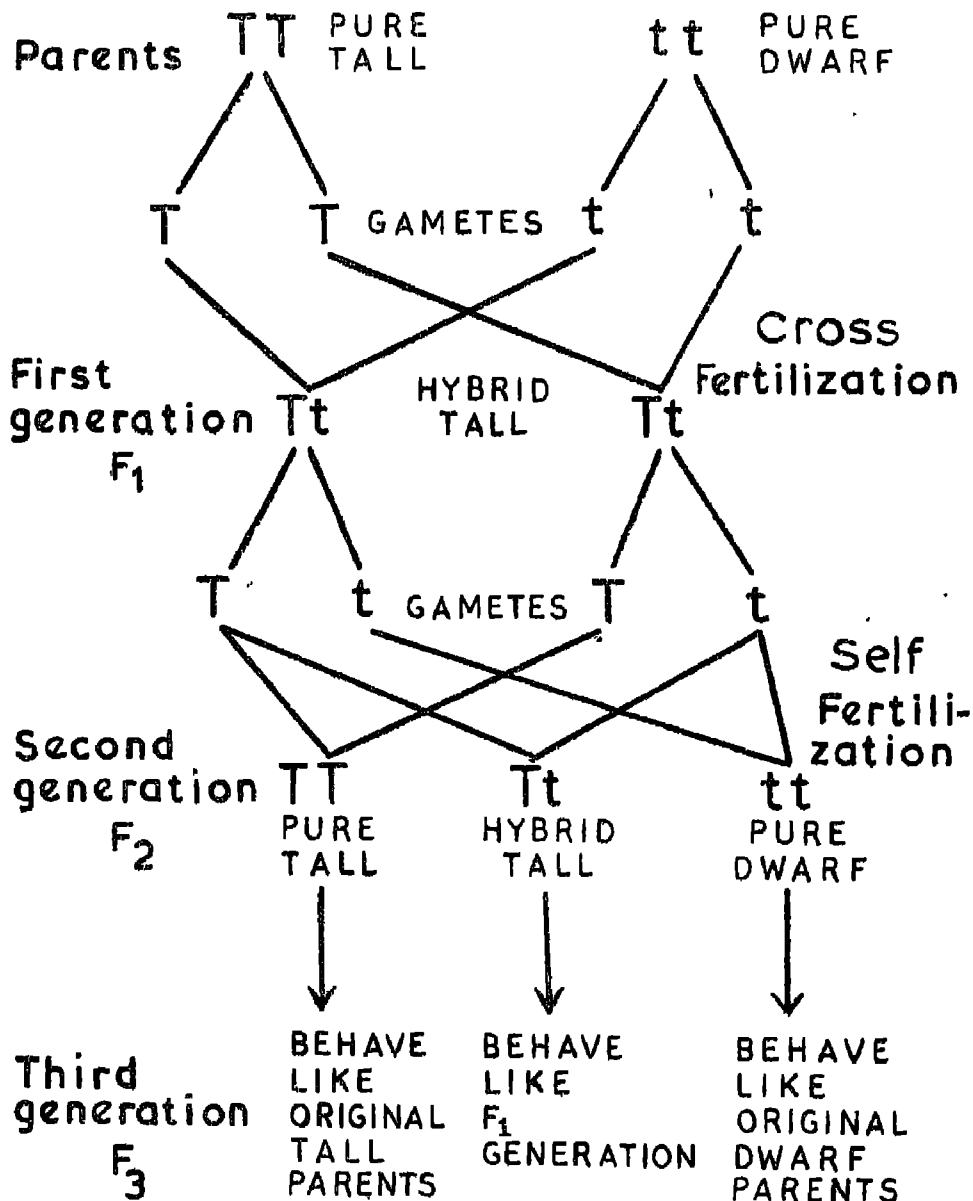 Parents
TT PURE TALL
tt PURE DWARF
T T GAMETES t t
Cross
Fertilization
First
generation
F1
Tt
HYBRID
TALL
Tt
T t GAMETES T t
Self
Fertili-
zation
Second
generation
F2
TT
PURE
TALL
Tt
HYBRID
TALL
tt
PURE
DWARF
Third
generation
F3
BEHAVE
LIKE
ORIGINAL
TALL
PARENTS
BEHAVE
LIKE
F1
GENERATION
BEHAVE
LIKE
ORIGINAL
DWARF
PARENTS